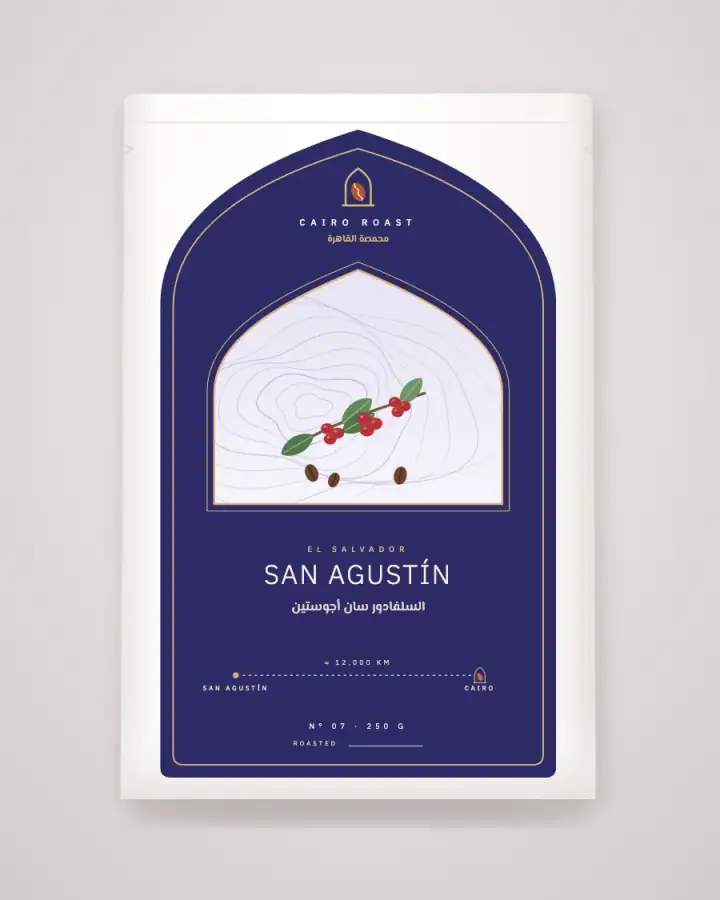 CAIRO ROAST
محمصة القاهرة
EL SALVADOR
SAN AGUSTÍN
السلفادور سان أجوستين
≈ 12,000 KM
SAN AGUSTÍN
CAIRO
Nº 07 · 250 G
ROASTED